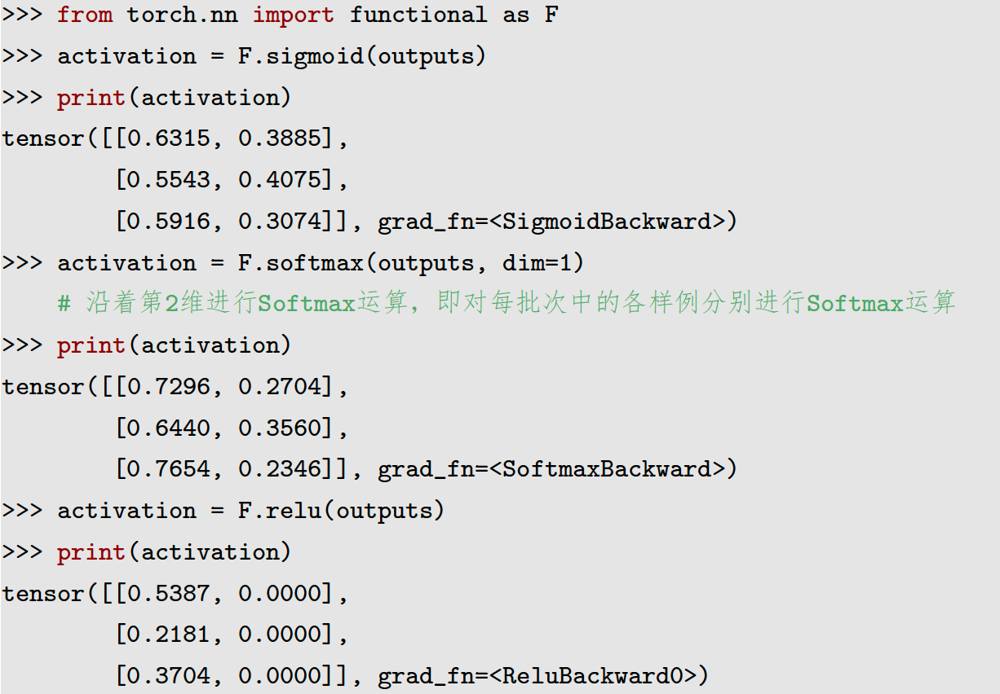 >>> from torch.nn import functional as F
>>> activation = F.sigmoid(outputs)
>>> print(activation)
tensor([[0.6315, 0.3885],
        [0.5543, 0.4075],
        [0.5916, 0.3074]], grad_fn=<SigmoidBackward>)
>>> activation = F.softmax(outputs, dim=1)
    # 沿着第2维进行Softmax运算，即对每批次中的各样例分别进行Softmax运算
>>> print(activation)
tensor([[0.7296, 0.2704],
        [0.6440, 0.3560],
        [0.7654, 0.2346]], grad_fn=<SoftmaxBackward>)
>>> activation = F.relu(outputs)
>>> print(activation)
tensor([[0.5387, 0.0000],
        [0.2181, 0.0000],
        [0.3704, 0.0000]], grad_fn=<ReluBackward0>)